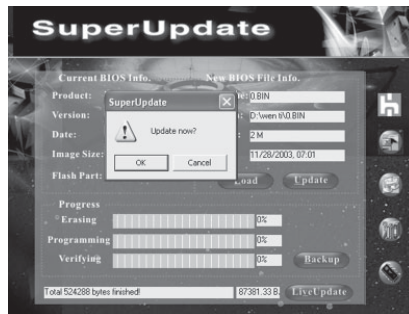 SuperUpdate
Current BIOS Info.
New BIOS File Info.
Product:
0.BIN
Version:
D:\wen ti\0.BIN
Date:
2 M
Image Size:
11/28/2003, 07:01
Flash Part:
SuperUpdate
Update now?
OK
Cancel
Load
Update
Progress
Erasing
0%
Programming
0%
Verifying
0%
Backup
Total 524288 bytes finished!
87381.33 B
LiveUpdate